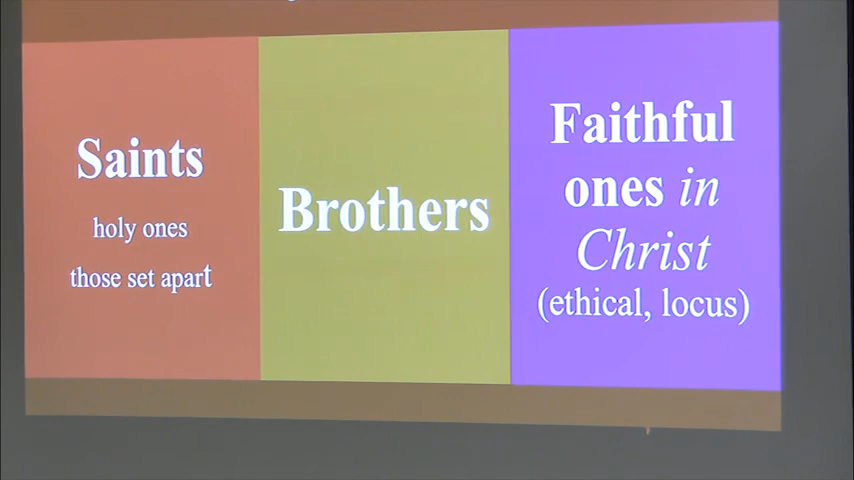 Saints
holy ones
those set apart
Brothers
Faithful
ones in
Christ
(ethical, locus)